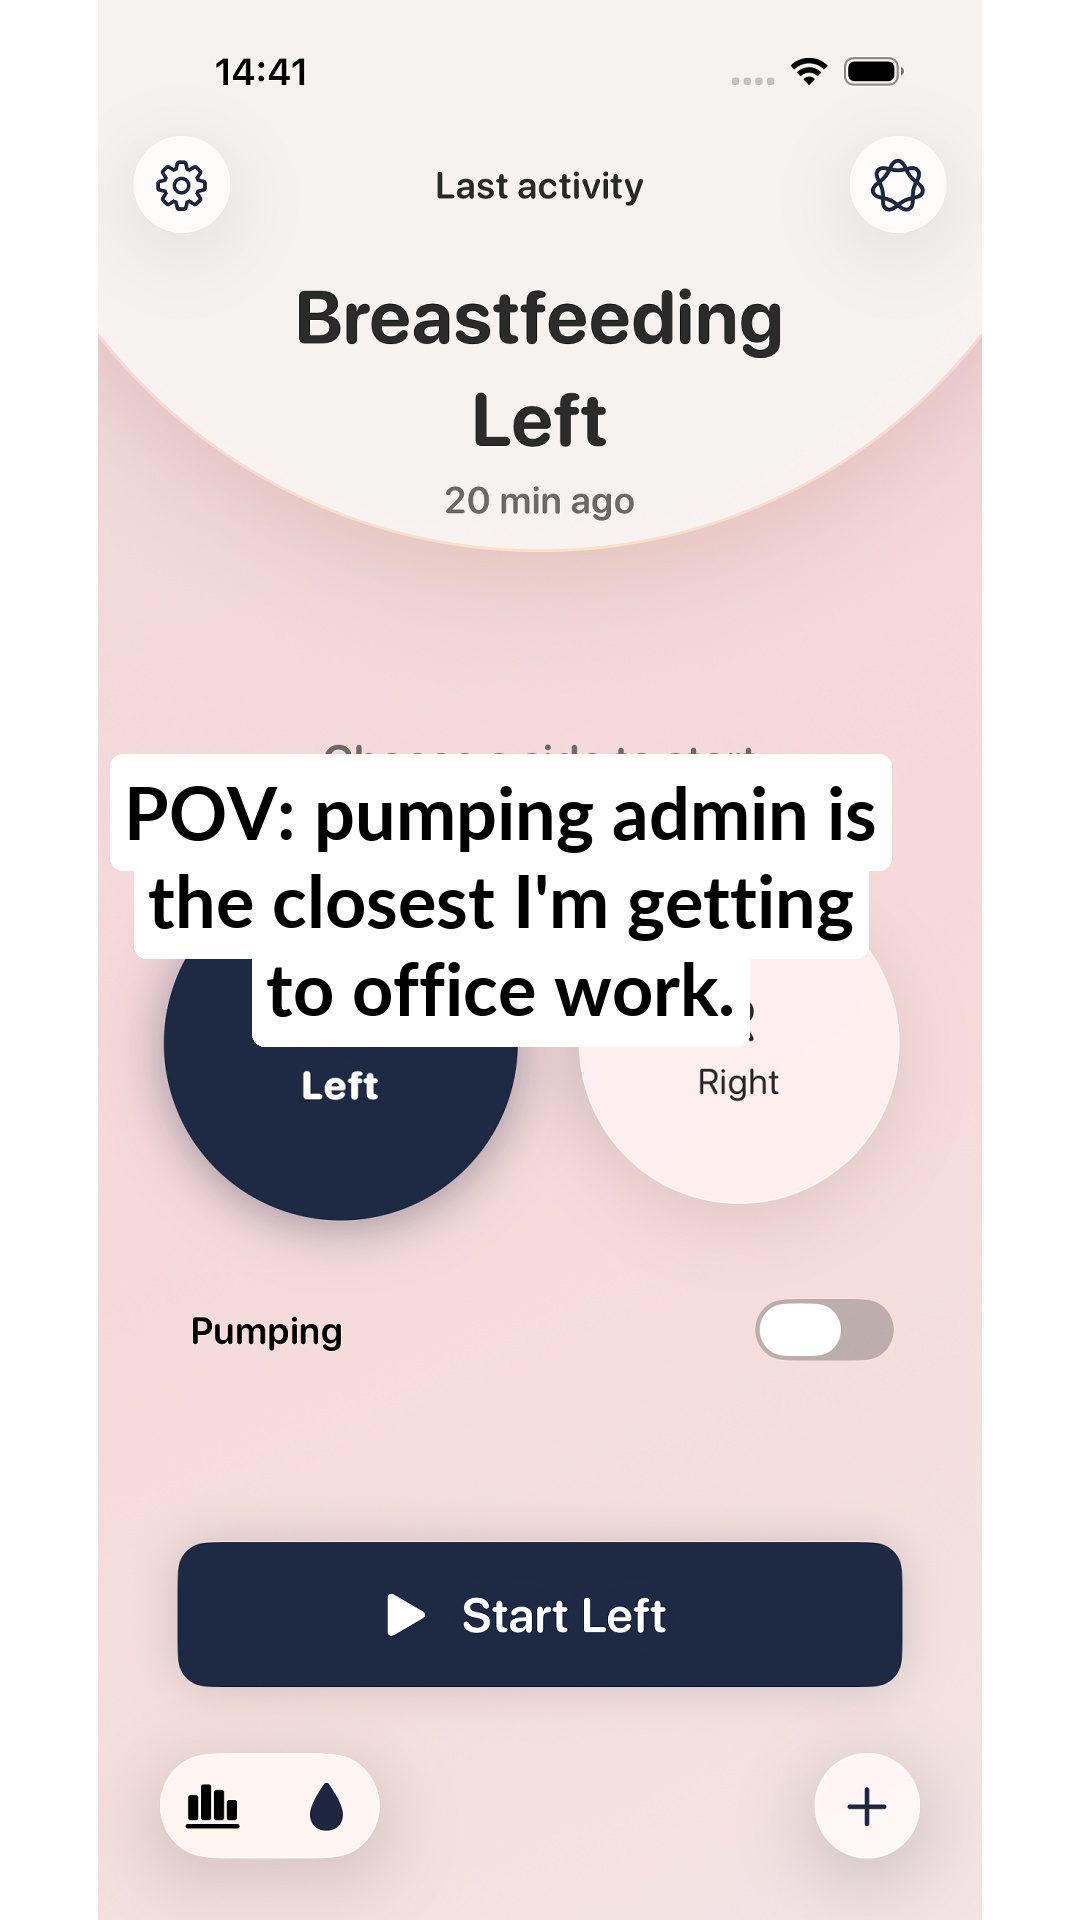 14:41
Last activity
Breastfeeding
Left
20 min ago
POV: pumping admin is
the closest I'm getting
to office work.
Left
Right
Pumping
Start Left